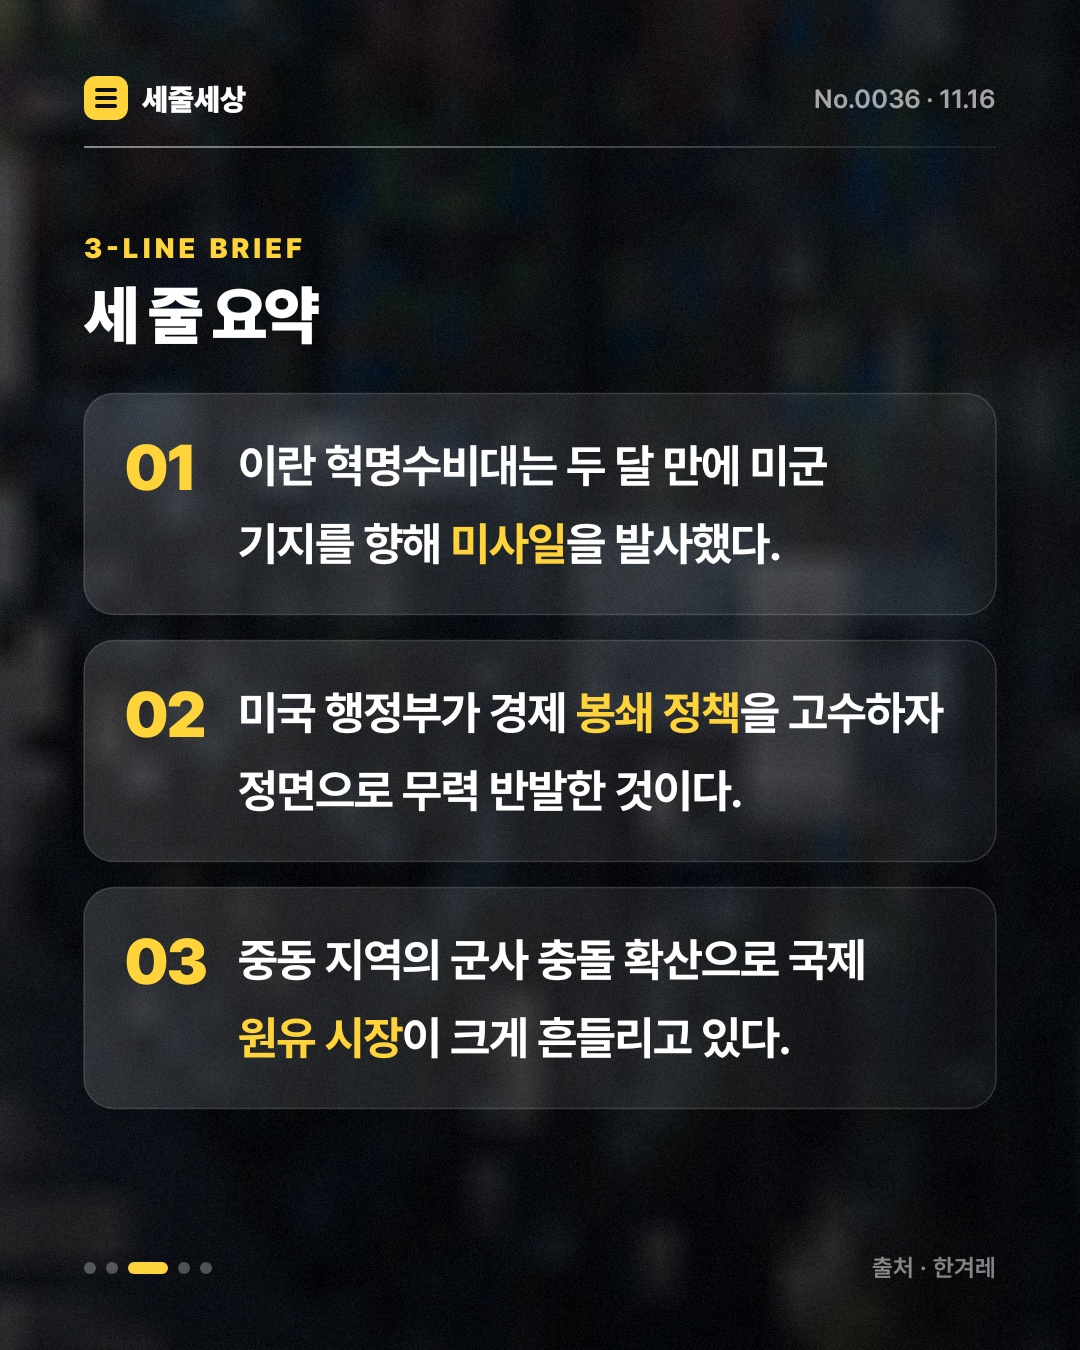 세줄세상
No.0036 · 11.16
3-LINE BRIEF
세 줄 요약
01
이란 혁명수비대는 두 달 만에 미군
기지를 향해 미사일을 발사했다.
02
미국 행정부가 경제 봉쇄 정책을 고수하자
정면으로 무력 반발한 것이다.
03
중동 지역의 군사 충돌 확산으로 국제
원유 시장이 크게 흔들리고 있다.
출처 · 한겨레